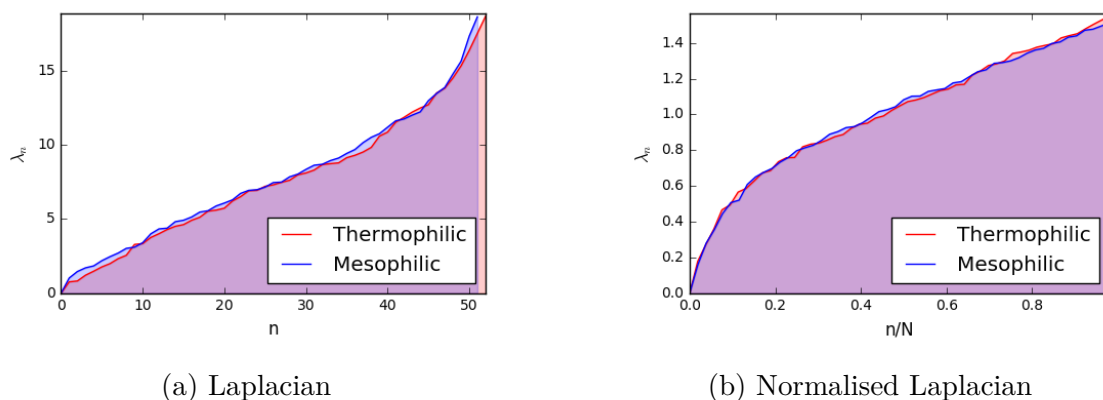 15
10
5
0
λn
0
10
20
30
40
50
n
Thermophilic
Mesophilic
(a) Laplacian
1.4
1.2
1.0
0.8
0.6
0.4
0.2
0.0
λn
0.0
0.2
0.4
0.6
0.8
n/N
Thermophilic
Mesophilic
(b) Normalised Laplacian